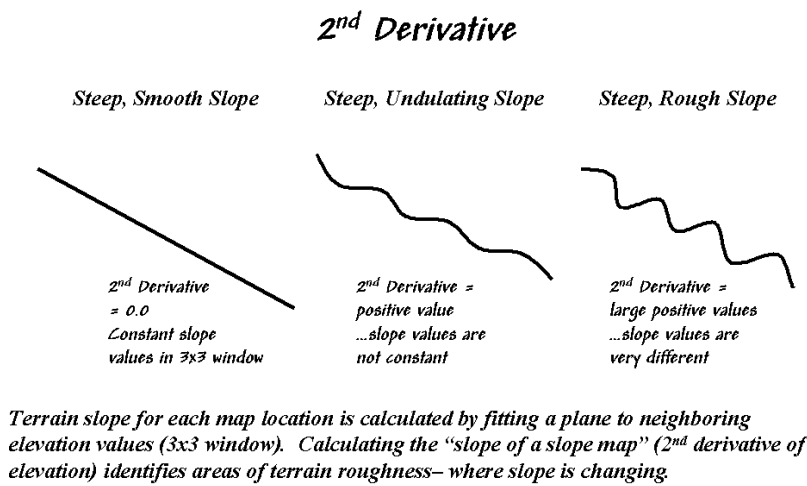 2nd Derivative
Steep, Smooth Slope
Steep, Undulating Slope
Steep, Rough Slope
2nd Derivative
= 0.0
Constant slope
values in 3x3 window
2nd Derivative =
positive value
...slope values are
not constant
2nd Derivative =
large positive values
...slope values are
very different
Terrain slope for each map location is calculated by fitting a plane to neighboring
elevation values (3x3 window).  Calculating the “slope of a slope map” (2nd derivative of
elevation) identifies areas of terrain roughness– where slope is changing.